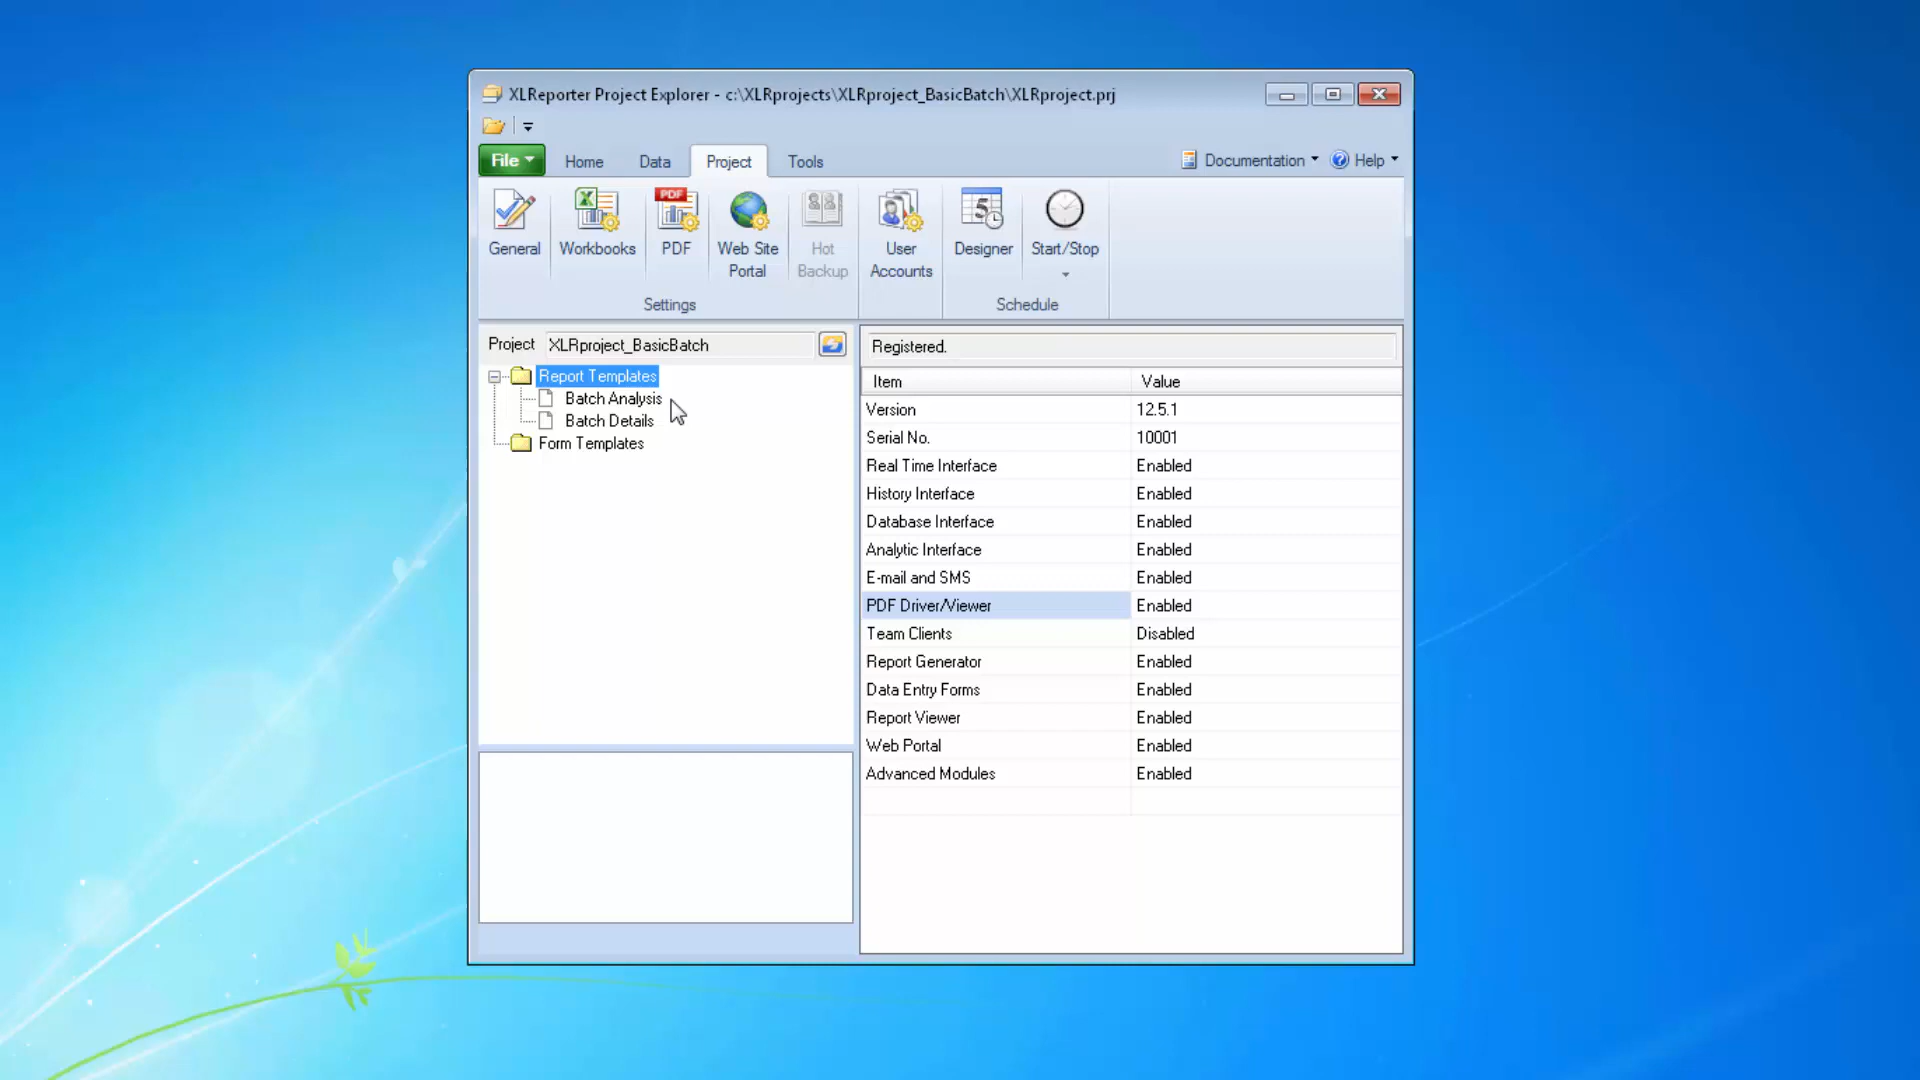 XLReporter Project Explorer - c:\XLRprojects\XLRproject_BasicBatch\XLRproject.prj
File Home Data Project Tools Documentation Help
General Workbooks PDF Web Site Portal Hot Backup User Accounts Designer Start/Stop
Settings Schedule
Project XLRproject_BasicBatch
Report Templates
Batch Analysis
Batch Details
Form Templates
Registered.
Item Value
Version 12.5.1
Serial No. 10001
Real Time Interface Enabled
History Interface Enabled
Database Interface Enabled
Analytic Interface Enabled
E-mail and SMS Enabled
PDF Driver/Viewer Enabled
Team Clients Disabled
Report Generator Enabled
Data Entry Forms Enabled
Report Viewer Enabled
Web Portal Enabled
Advanced Modules Enabled